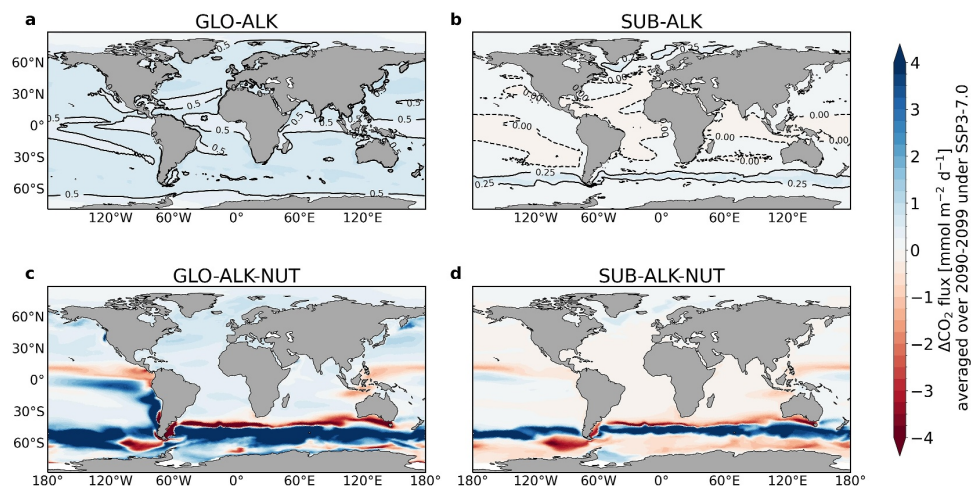 a
GLO-ALK
60°N
30°N
0°
30°S
60°S
120°W 60°W 0° 60°E 120°E
0.5
0.5
0.5
0.5
0.5
0.5
0.5
0.5
0.5
b
SUB-ALK
120°W 60°W 0° 60°E 120°E
0.00
0.00
0.00
0.00
0.00
0.25
0.25
0.25
c
GLO-ALK-NUT
60°N
30°N
0°
30°S
60°S
180° 120°W 60°W 0° 60°E 120°E 180°
d
SUB-ALK-NUT
180° 120°W 60°W 0° 60°E 120°E 180°
4
3
2
1
0
−1
−2
−3
−4
ΔCO₂ flux [mmol m⁻² d⁻¹]
averaged over 2090-2099 under SSP3-7.0